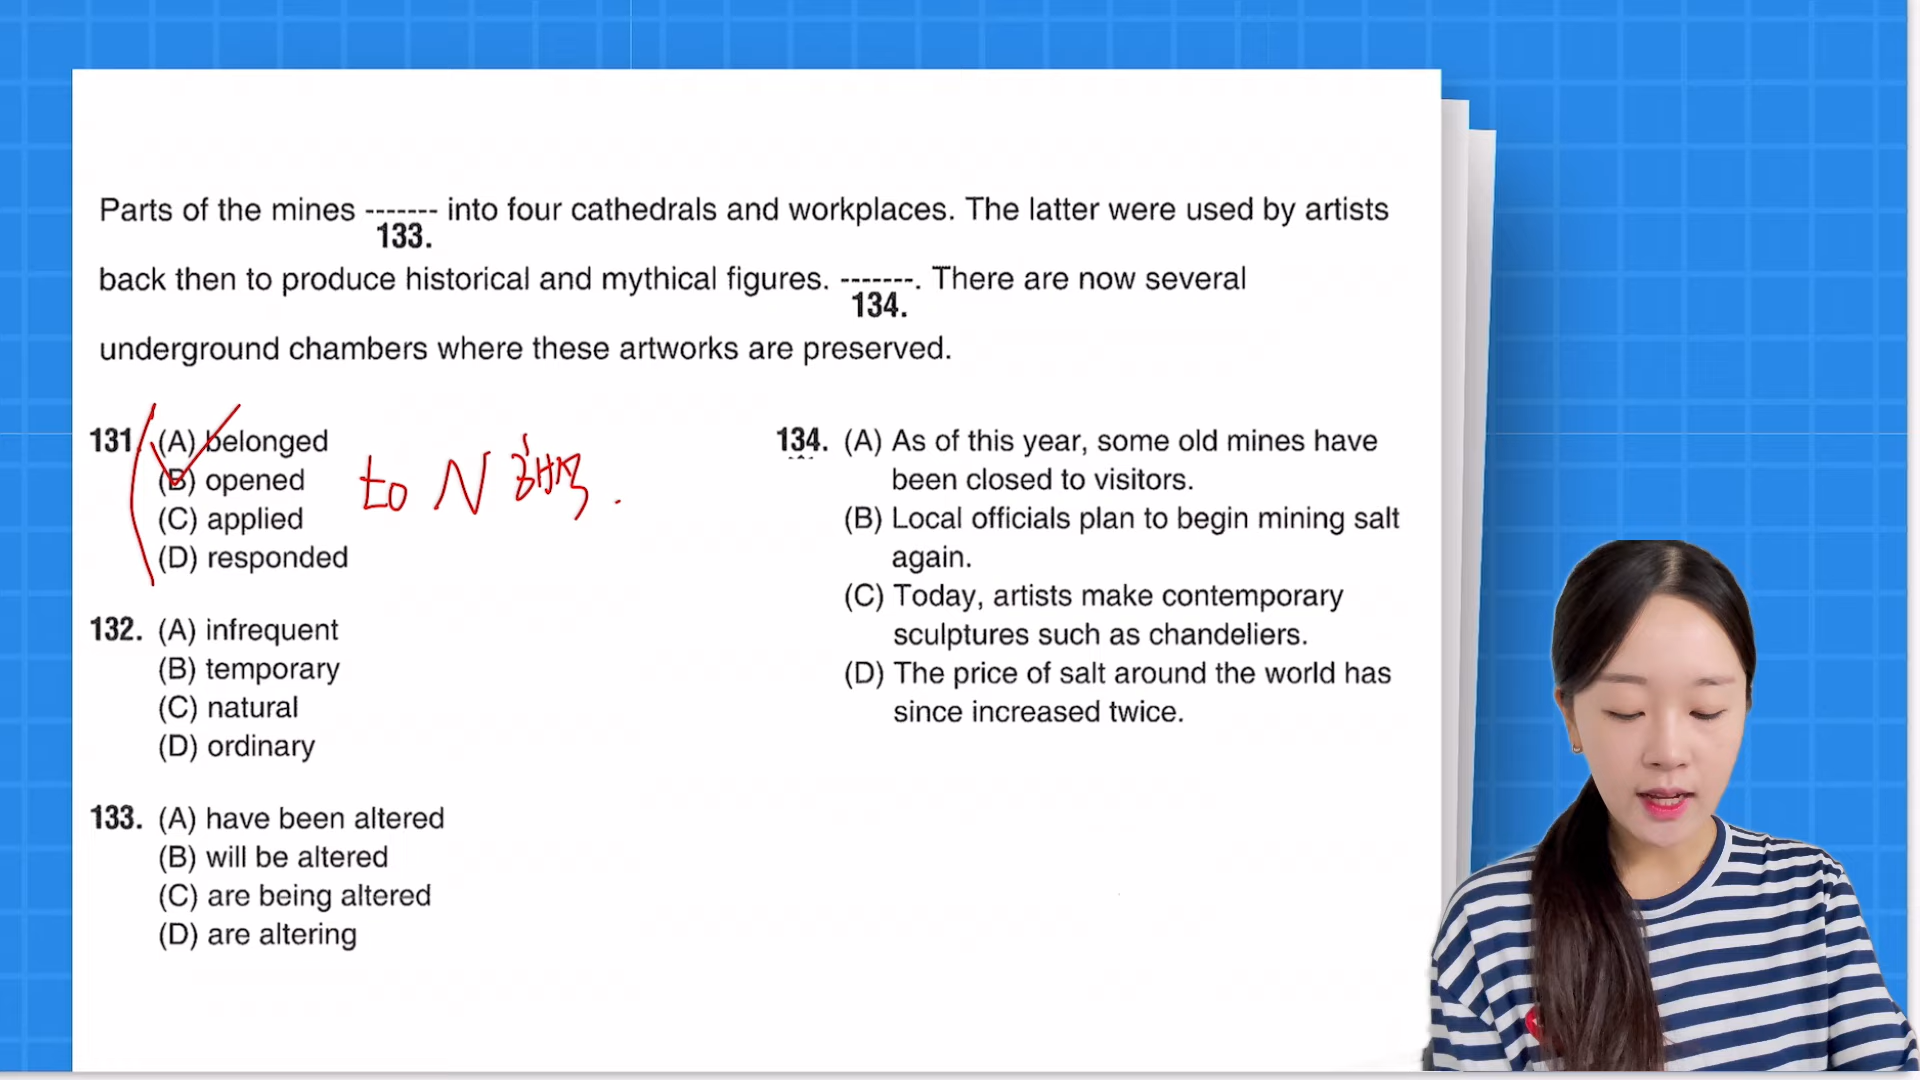 Parts of the mines ------- into four cathedrals and workplaces. The latter were used by artists
133.
back then to produce historical and mythical figures. -------. There are now several
134.
underground chambers where these artworks are preserved.
131. (A) belonged
(B) opened
(C) applied
(D) responded
to N
132. (A) infrequent
(B) temporary
(C) natural
(D) ordinary
133. (A) have been altered
(B) will be altered
(C) are being altered
(D) are altering
134. (A) As of this year, some old mines have
been closed to visitors.
(B) Local officials plan to begin mining salt
again.
(C) Today, artists make contemporary
sculptures such as chandeliers.
(D) The price of salt around the world has
since increased twice.